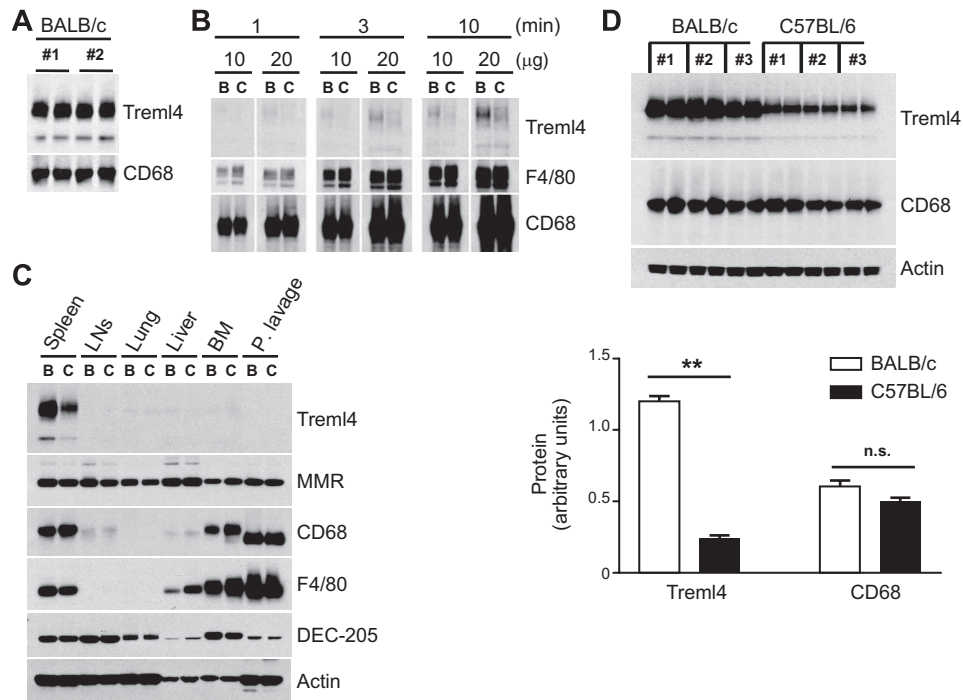 A
BALB/c
#1 #2
Treml4
CD68
B
1 3 10 (min)
10 20 10 20 10 20 (μg)
B C B C B C B C B C B C
Treml4
F4/80
CD68
C
Spleen LNs Lung Liver BM P. lavage
B C B C B C B C B C B C
Treml4
MMR
CD68
F4/80
DEC-205
Actin
D
BALB/c C57BL/6
#1 #2 #3 #1 #2 #3
Treml4
CD68
Actin
Protein
(arbitrary units)
1.5
1.0
0.5
0
**
n.s.
BALB/c
C57BL/6
Treml4 CD68